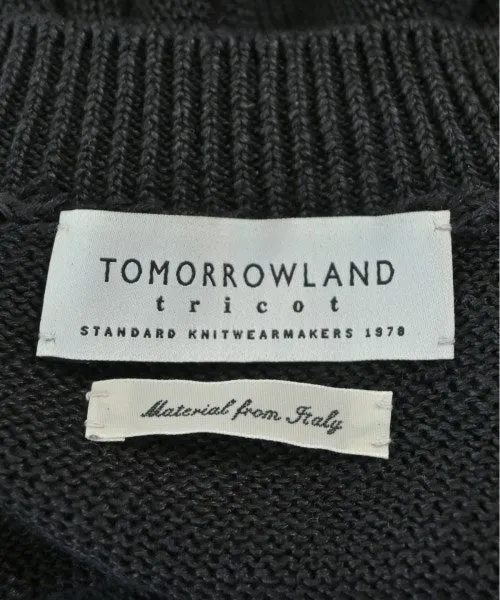 TOMORROWLAND
tricot
STANDARD KNITWEARMAKERS 1978
Material from Italy